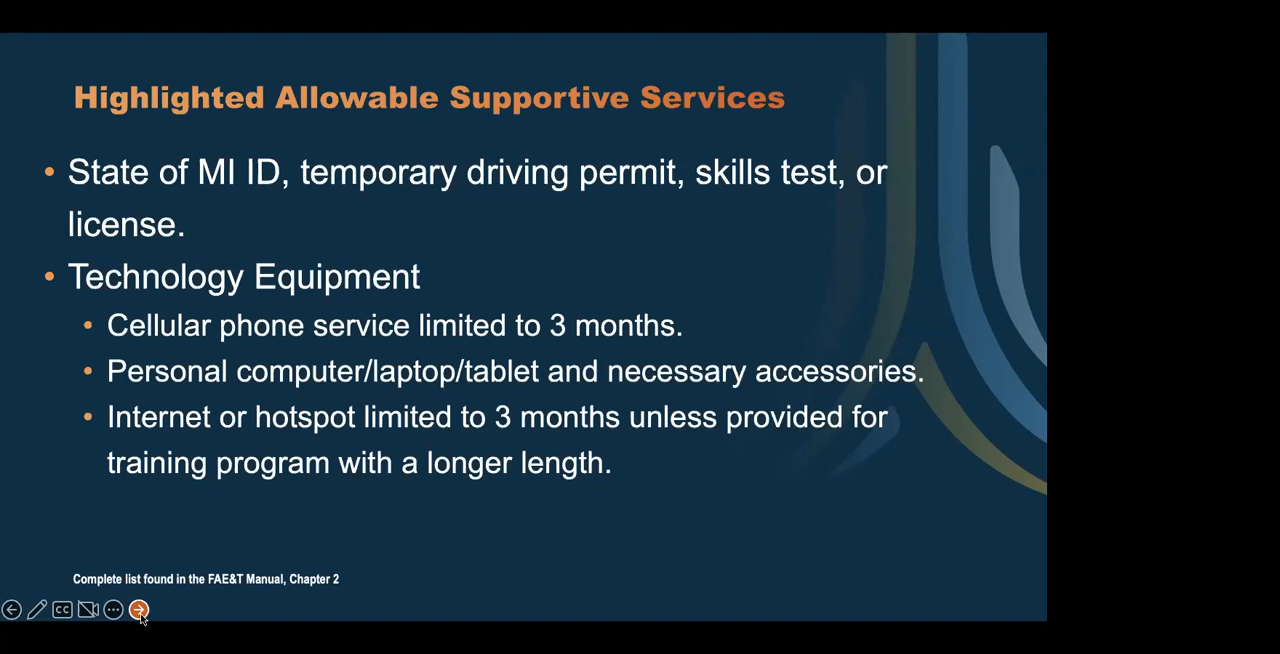 Highlighted Allowable Supportive Services
• State of MI ID, temporary driving permit, skills test, or
license.
• Technology Equipment
• Cellular phone service limited to 3 months.
• Personal computer/laptop/tablet and necessary accessories.
• Internet or hotspot limited to 3 months unless provided for
training program with a longer length.
Complete list found in the FAE&T Manual, Chapter 2
CC